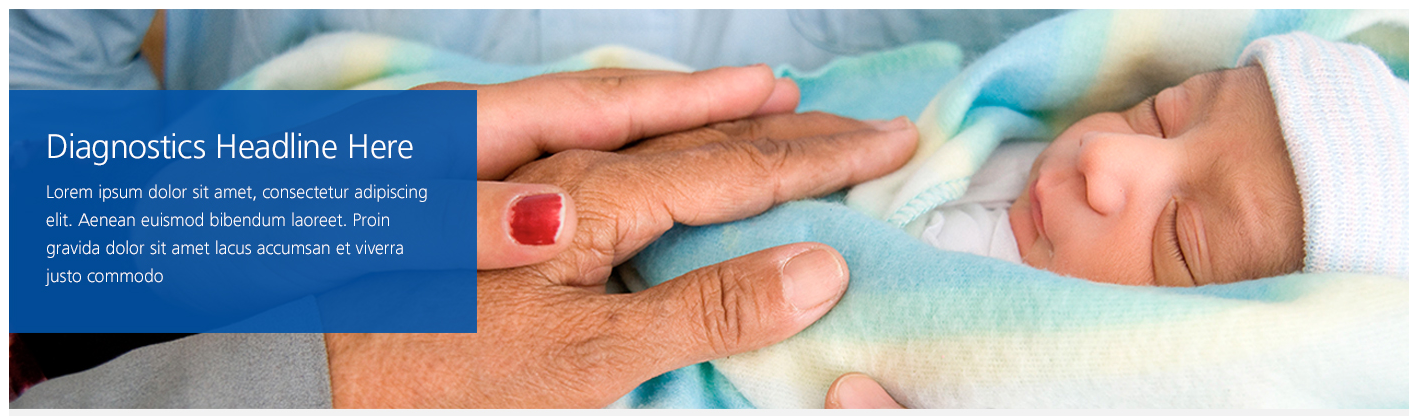 Diagnostics Headline Here
Lorem ipsum dolor sit amet, consectetur adipiscing
elit. Aenean euismod bibendum laoreet. Proin
gravida dolor sit amet lacus accumsan et viverra
justo commodo